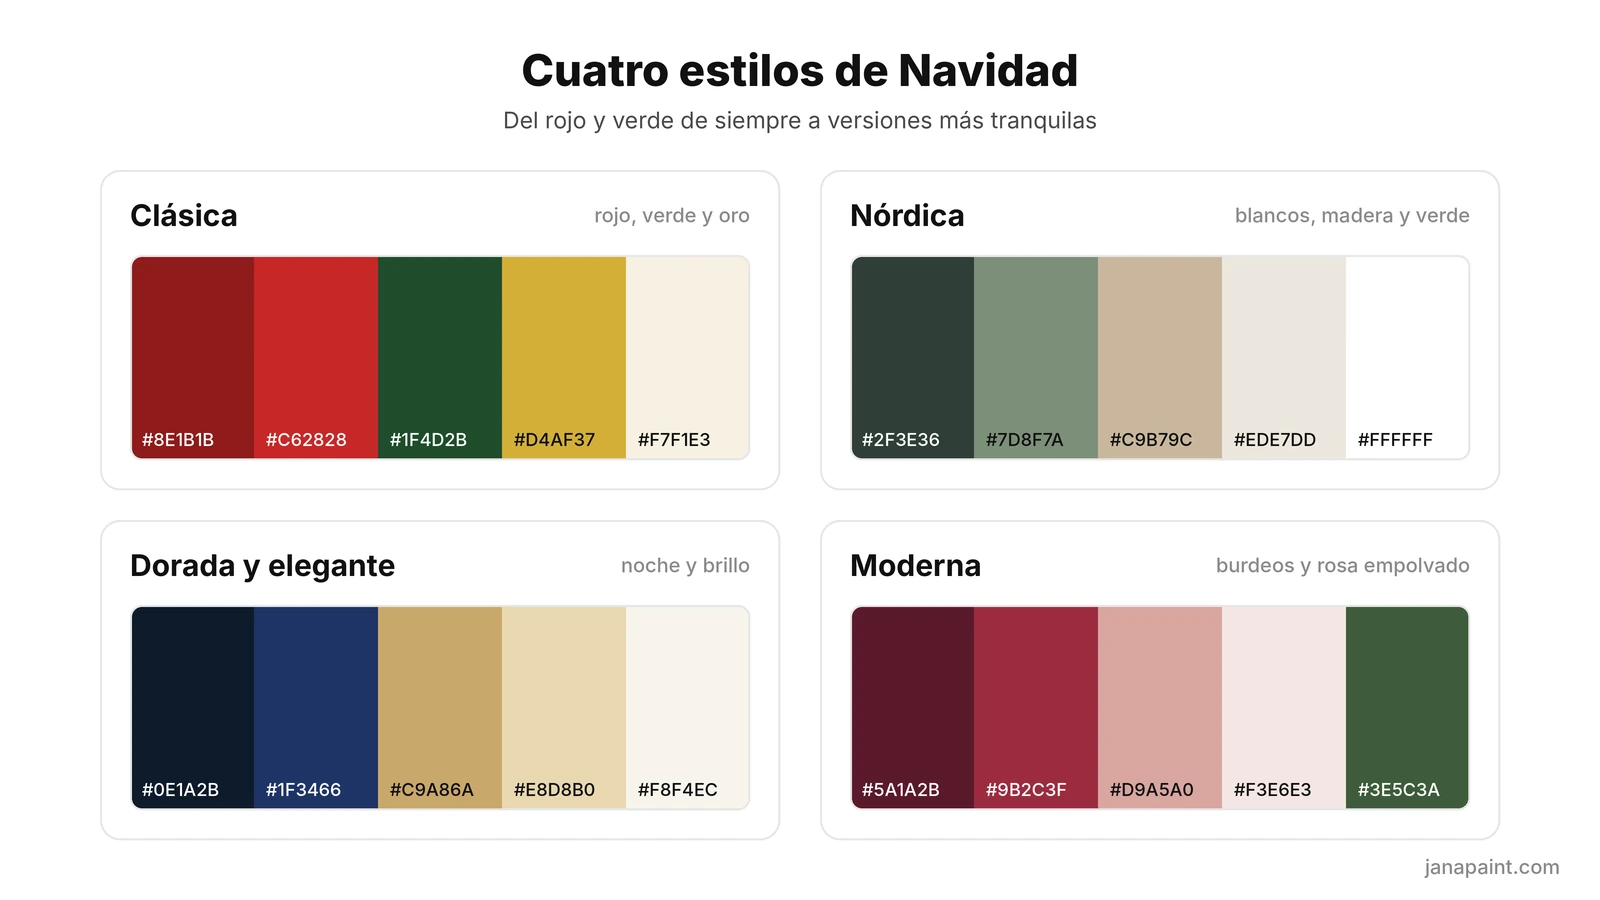 Cuatro estilos de Navidad
Del rojo y verde de siempre a versiones más tranquilas
Clásica
rojo, verde y oro
#8E1B1B
#C62828
#1F4D2B
#D4AF37
#F7F1E3
Nórdica
blancos, madera y verde
#2F3E36
#7D8F7A
#C9B79C
#EDE7DD
#FFFFFF
Dorada y elegante
noche y brillo
#0E1A2B
#1F3466
#C9A86A
#E8D8B0
#F8F4EC
Moderna
burdeos y rosa empolvado
#5A1A2B
#9B2C3F
#D9A5A0
#F3E6E3
#3E5C3A
janapaint.com